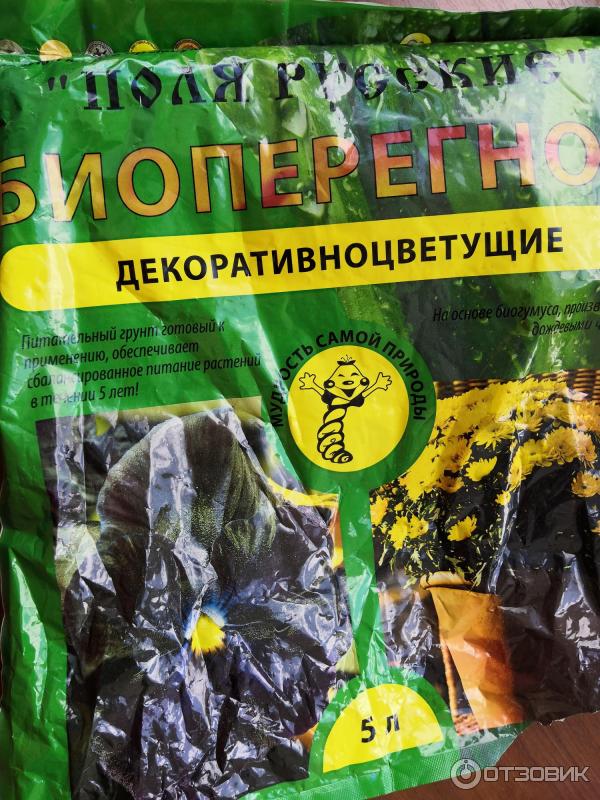 "ПОЛЯ РУССКИЕ"
БИОПЕРЕГНО
ДЕКОРАТИВНОЦВЕТУЩИЕ
Питательный грунт готовый к
применению, обеспечивает
сбалансированное питание растений
в течении 5 лет!
На основе биогумуса, произв
дождевыми ч
МУДРОСТЬ САМОЙ ПРИРОДЫ
5 л
ОТЗОВИК